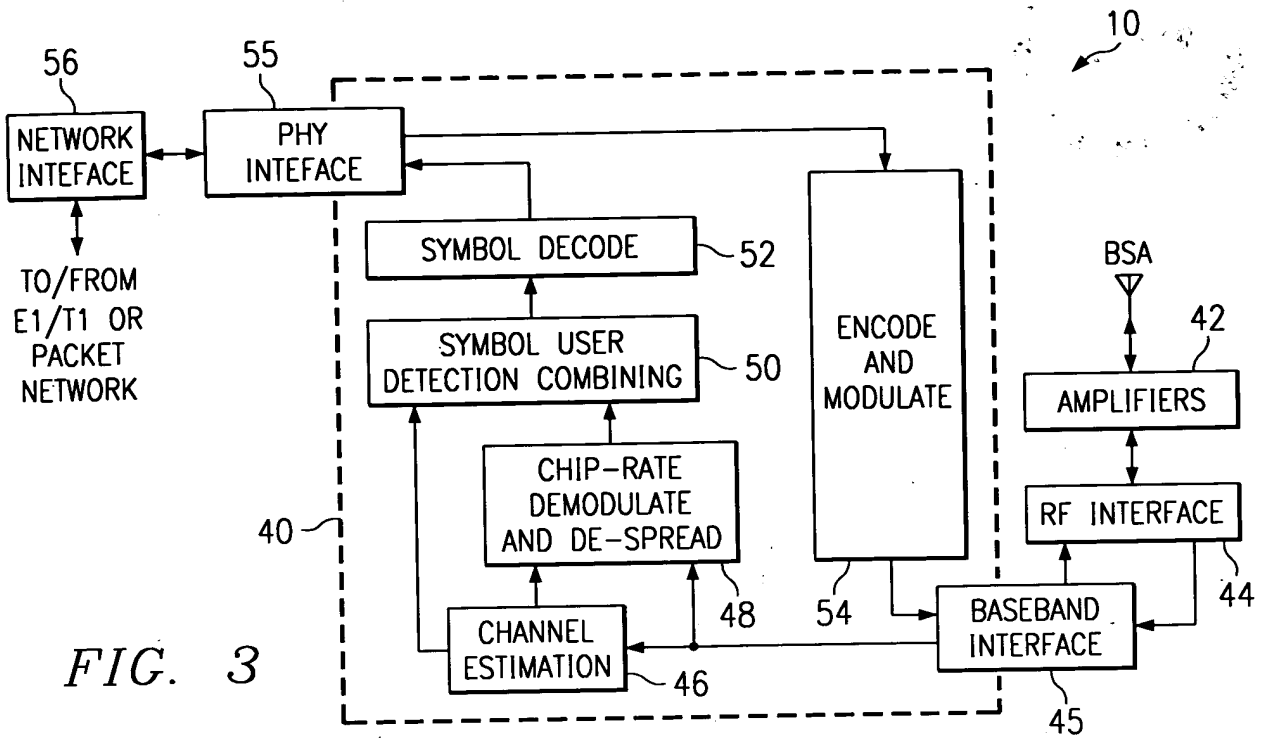 10
56
55
NETWORK
INTEFACE
PHY
INTEFACE
TO/FROM
E1/T1 OR
PACKET
NETWORK
SYMBOL DECODE
52
SYMBOL USER
DETECTION COMBINING
50
CHIP-RATE
DEMODULATE
AND DE-SPREAD
48
40
CHANNEL
ESTIMATION
46
ENCODE
AND
MODULATE
54
BSA
42
AMPLIFIERS
RF INTERFACE
44
BASEBAND
INTERFACE
45
FIG. 3